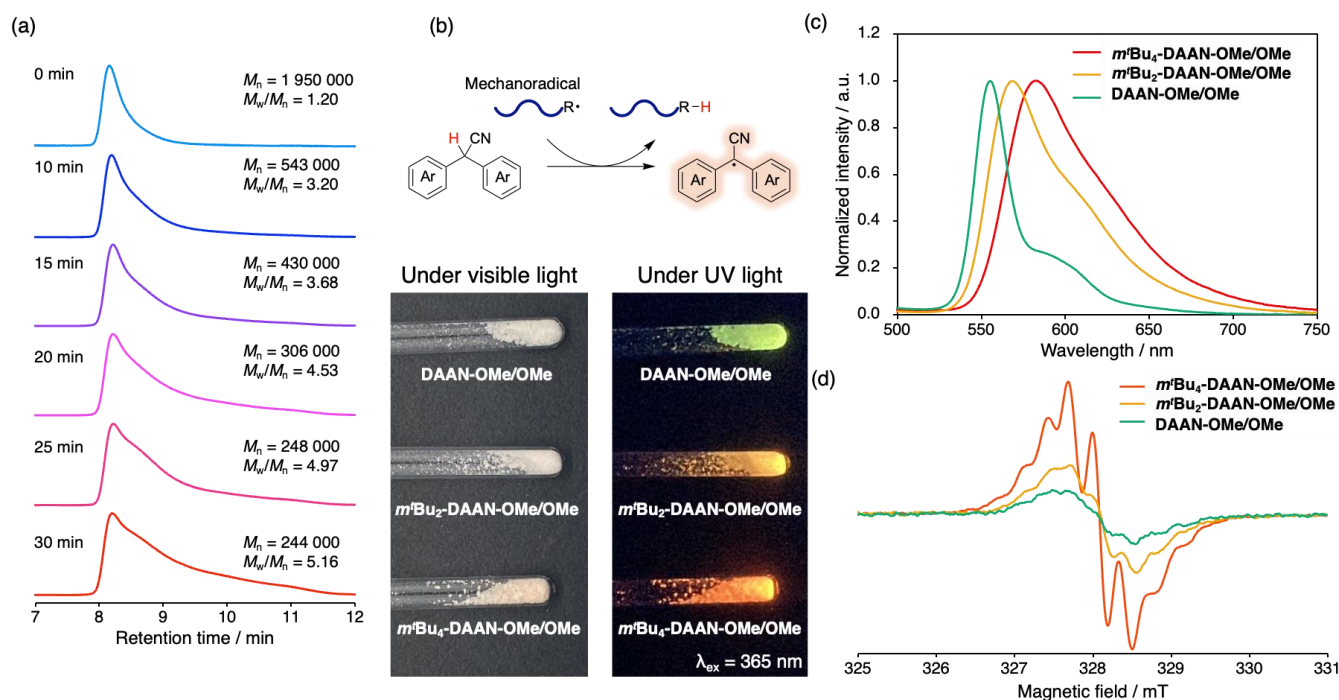 (a)
0 min
Mn = 1 950 000
Mw/Mn = 1.20
10 min
Mn = 543 000
Mw/Mn = 3.20
15 min
Mn = 430 000
Mw/Mn = 3.68
20 min
Mn = 306 000
Mw/Mn = 4.53
25 min
Mn = 248 000
Mw/Mn = 4.97
30 min
Mn = 244 000
Mw/Mn = 5.16
7 8 9 10 11 12
Retention time / min
(b)
Mechanoradical
R• R–H
H CN
Ar Ar
CN
Ar Ar
Under visible light
DAAN-OMe/OMe
mᵗBu₂-DAAN-OMe/OMe
mᵗBu₄-DAAN-OMe/OMe
Under UV light
DAAN-OMe/OMe
mᵗBu₂-DAAN-OMe/OMe
mᵗBu₄-DAAN-OMe/OMe
λex = 365 nm
(c)
Normalized intensity / a.u.
1.2
1.0
0.8
0.6
0.4
0.2
0.0
mᵗBu₄-DAAN-OMe/OMe
mᵗBu₂-DAAN-OMe/OMe
DAAN-OMe/OMe
500 550 600 650 700 750
Wavelength / nm
(d)
mᵗBu₄-DAAN-OMe/OMe
mᵗBu₂-DAAN-OMe/OMe
DAAN-OMe/OMe
325 326 327 328 329 330 331
Magnetic field / mT